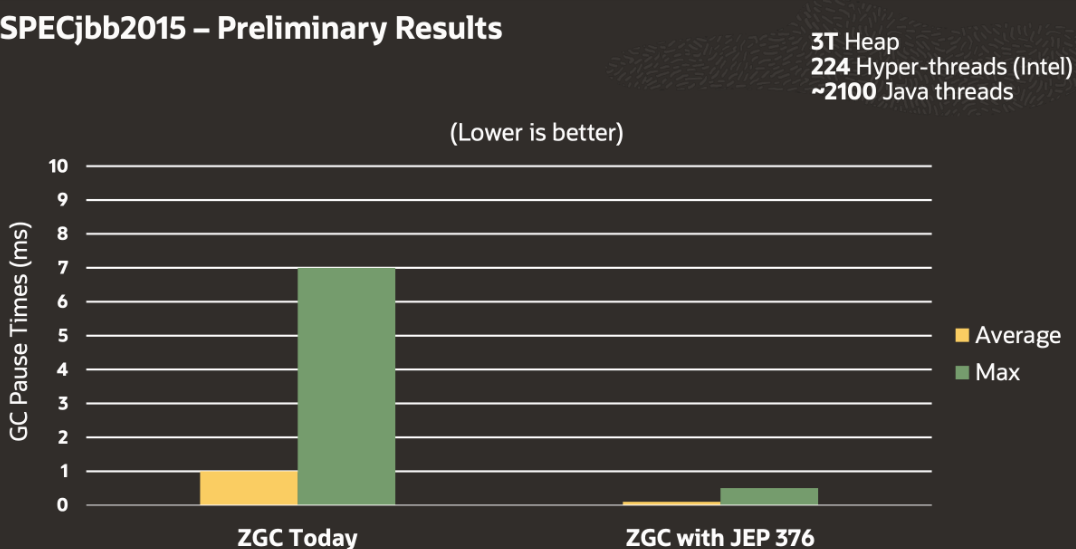 SPECjbb2015 – Preliminary Results
3T Heap
224 Hyper-threads (Intel)
~2100 Java threads
(Lower is better)
GC Pause Times (ms)
10
9
8
7
6
5
4
3
2
1
0
Average
Max
ZGC Today
ZGC with JEP 376